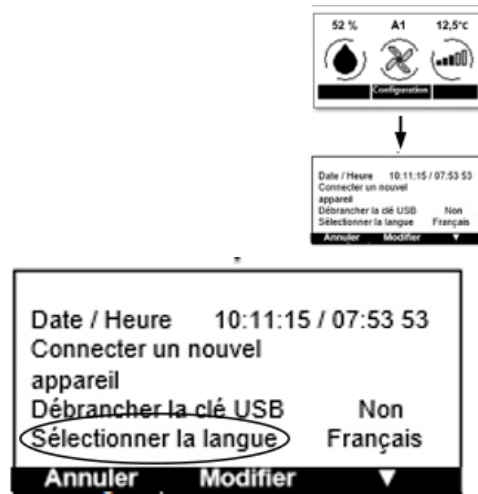 52 % A1 12,5°c
Configuration
Date / Heure 10:11:15 / 07:53 53
Connecter un nouvel
appareil
Débrancher la clé USB Non
Sélectionner la langue Français
Annuler Modifier ▼
Date / Heure 10:11:15 / 07:53 53
Connecter un nouvel
appareil
Débrancher la clé USB Non
Sélectionner la langue Français
Annuler Modifier ▼